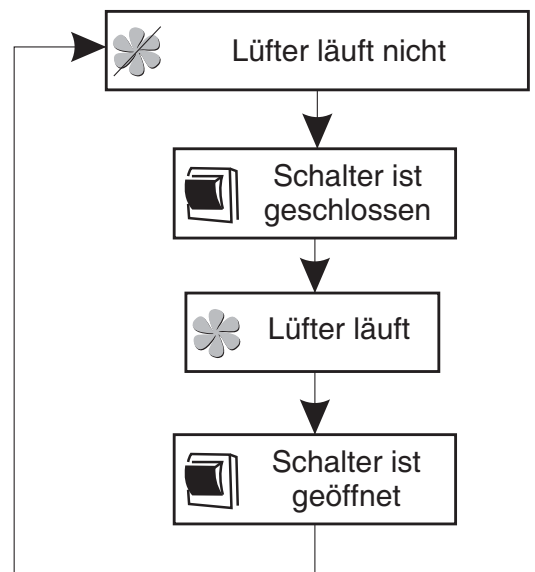 Lüfter läuft nicht
Schalter ist
geschlossen
Lüfter läuft
Schalter ist
geöffnet